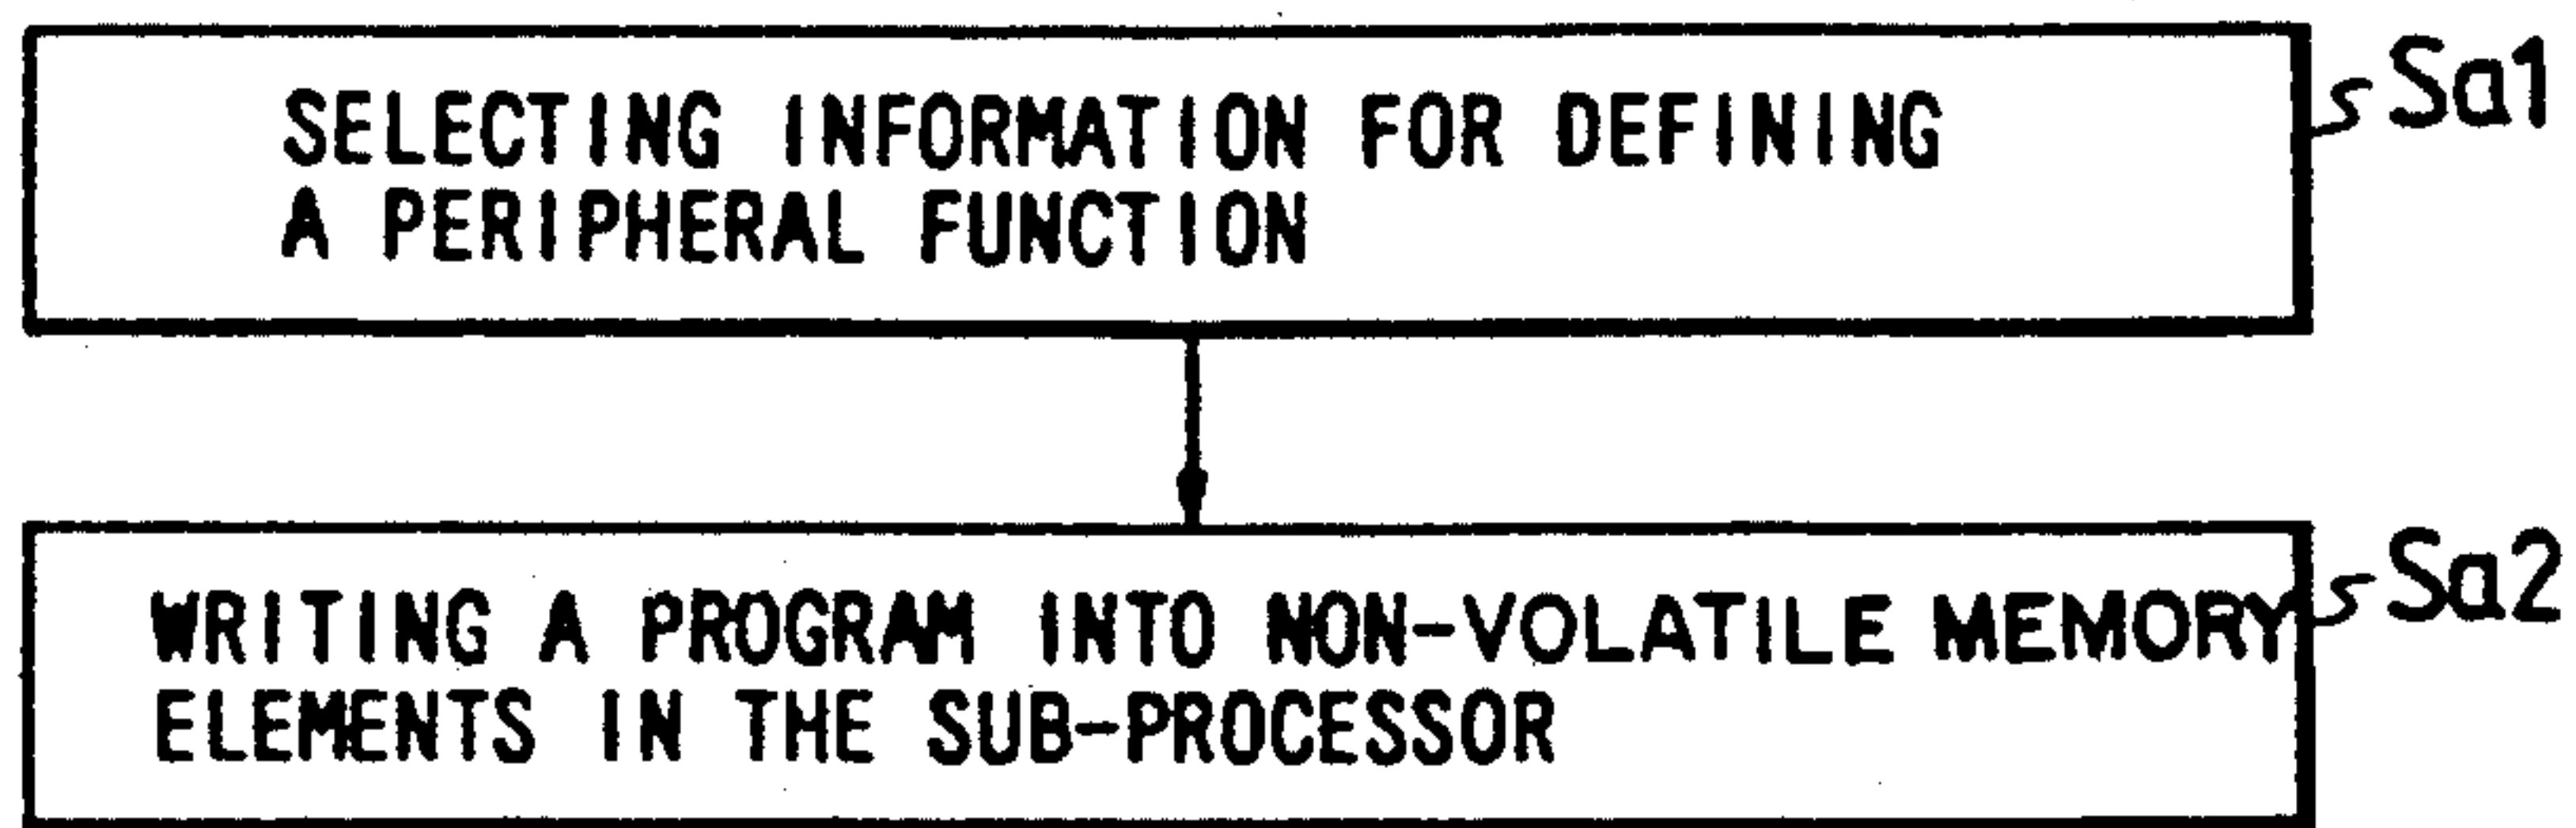 SELECTING INFORMATION FOR DEFINING
A PERIPHERAL FUNCTION
Sa1
WRITING A PROGRAM INTO NON-VOLATILE MEMORY
ELEMENTS IN THE SUB-PROCESSOR
Sa2